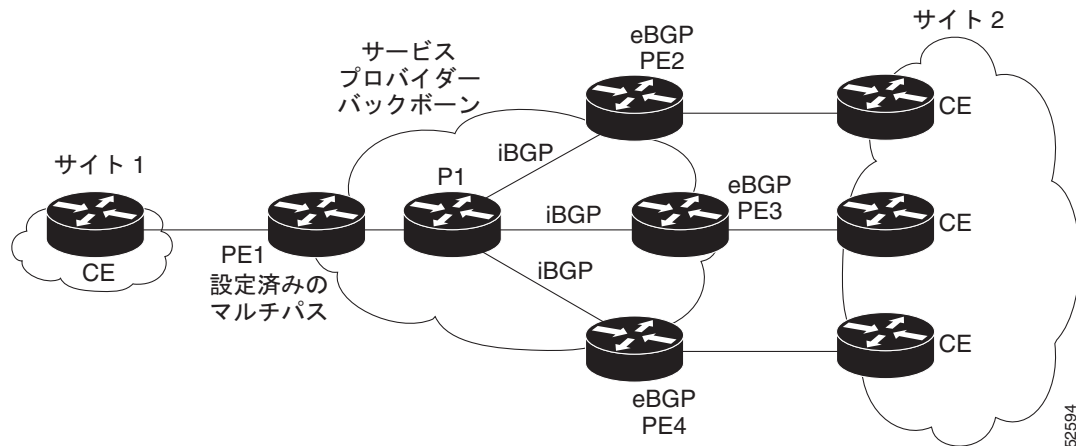 サイト 2
eBGP
PE2
サービス
プロバイダー
バックボーン
CE
iBGP
サイト 1
P1
eBGP
PE3
iBGP
CE
CE
PE1
設定済みの
マルチパス
iBGP
CE
eBGP
PE4
52594